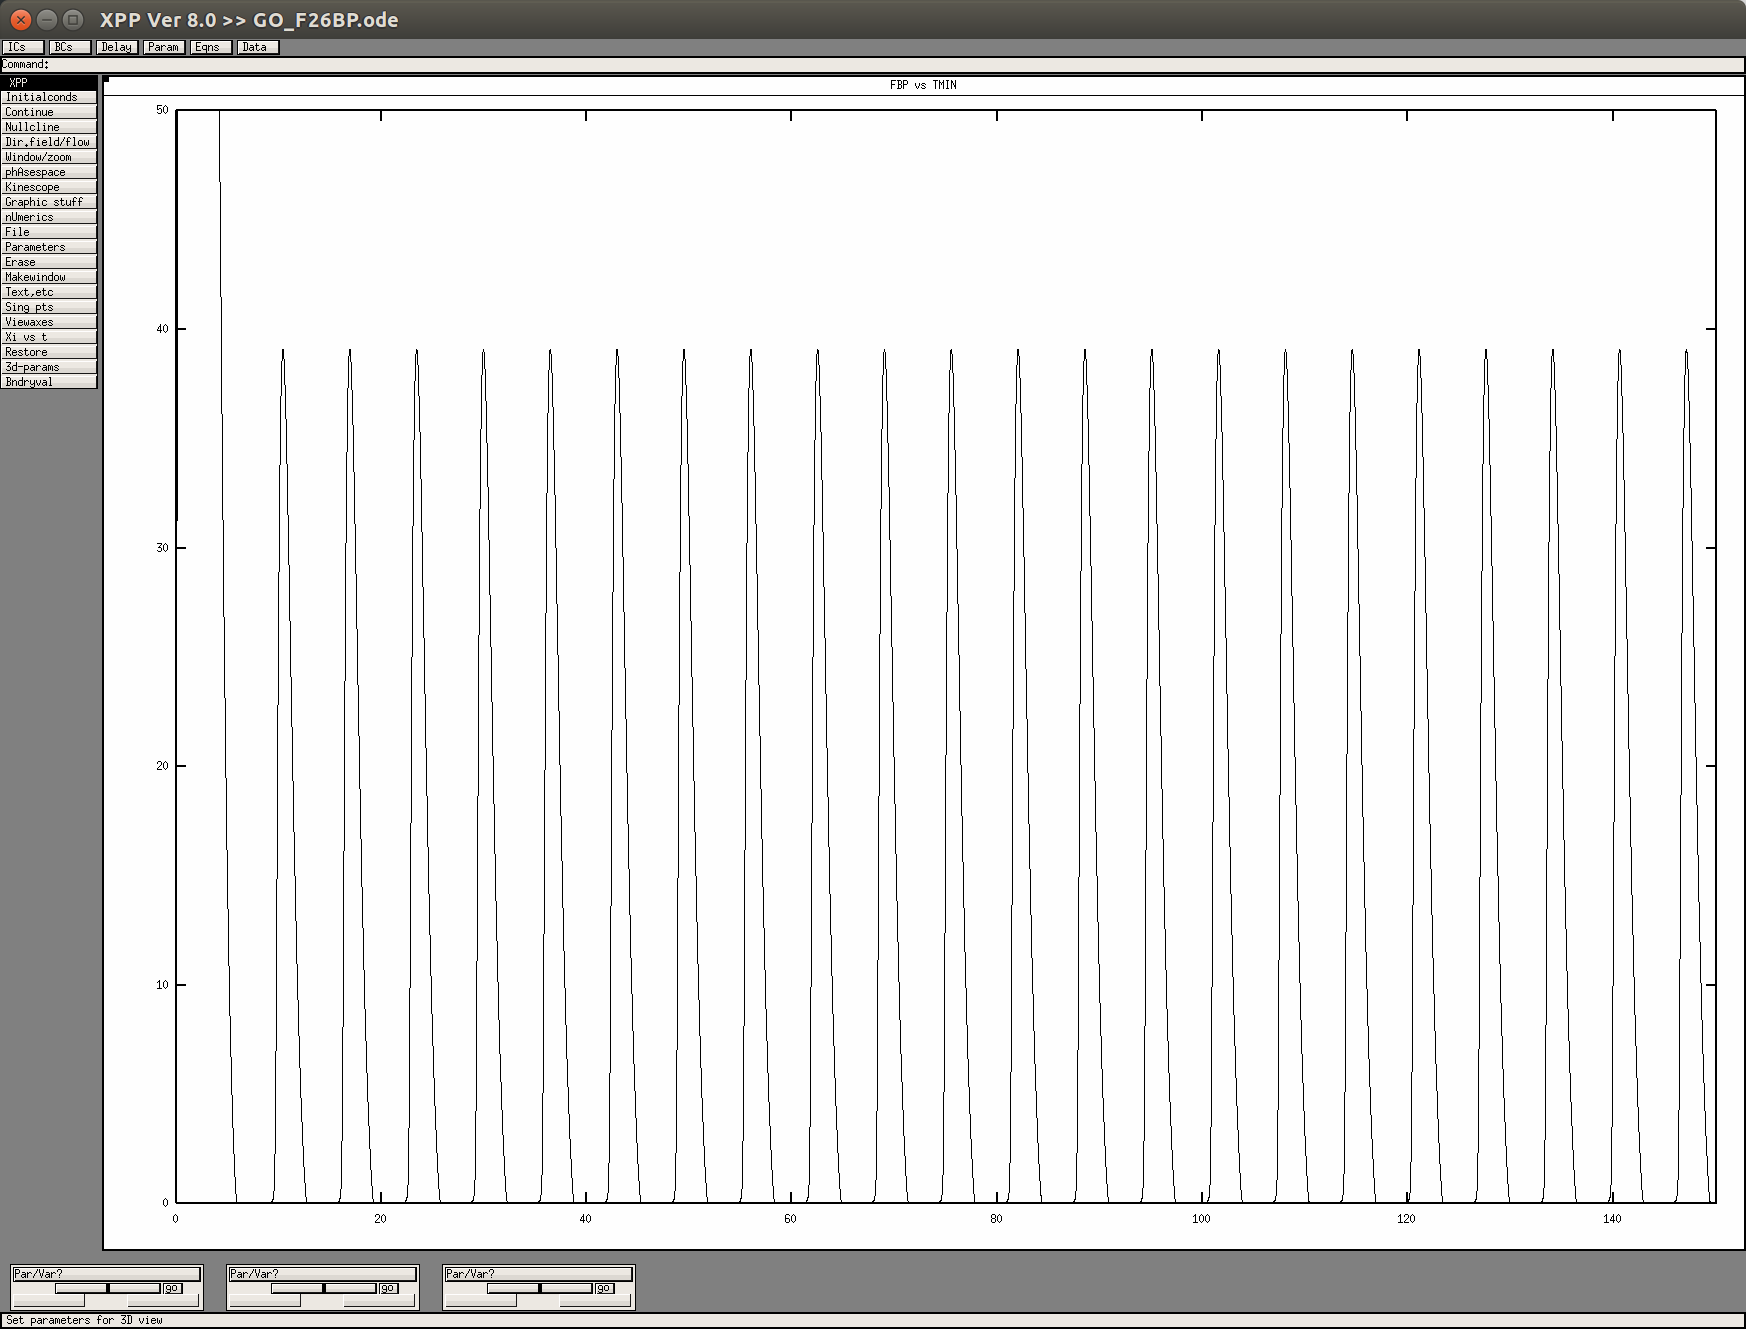 XPP Ver 8.0 >> GO_F26BP.ode
ICs BCs Delay Param Eqns Data
Command:
XPP
Initialconds
Continue
Nullcline
Dir.field/flow
Window/zoom
phAsespace
Kinescope
Graphic stuff
nUmerics
File
Parameters
Erase
Makewindow
Text,etc
Sing pts
Viewaxes
Xi vs t
Restore
3d-params
Bndryval
FBP vs TMIN
50
40
30
20
10
0
0 20 40 60 80 100 120 140
Par/Var? Par/Var? Par/Var?
go go go
Set parameters for 3D view